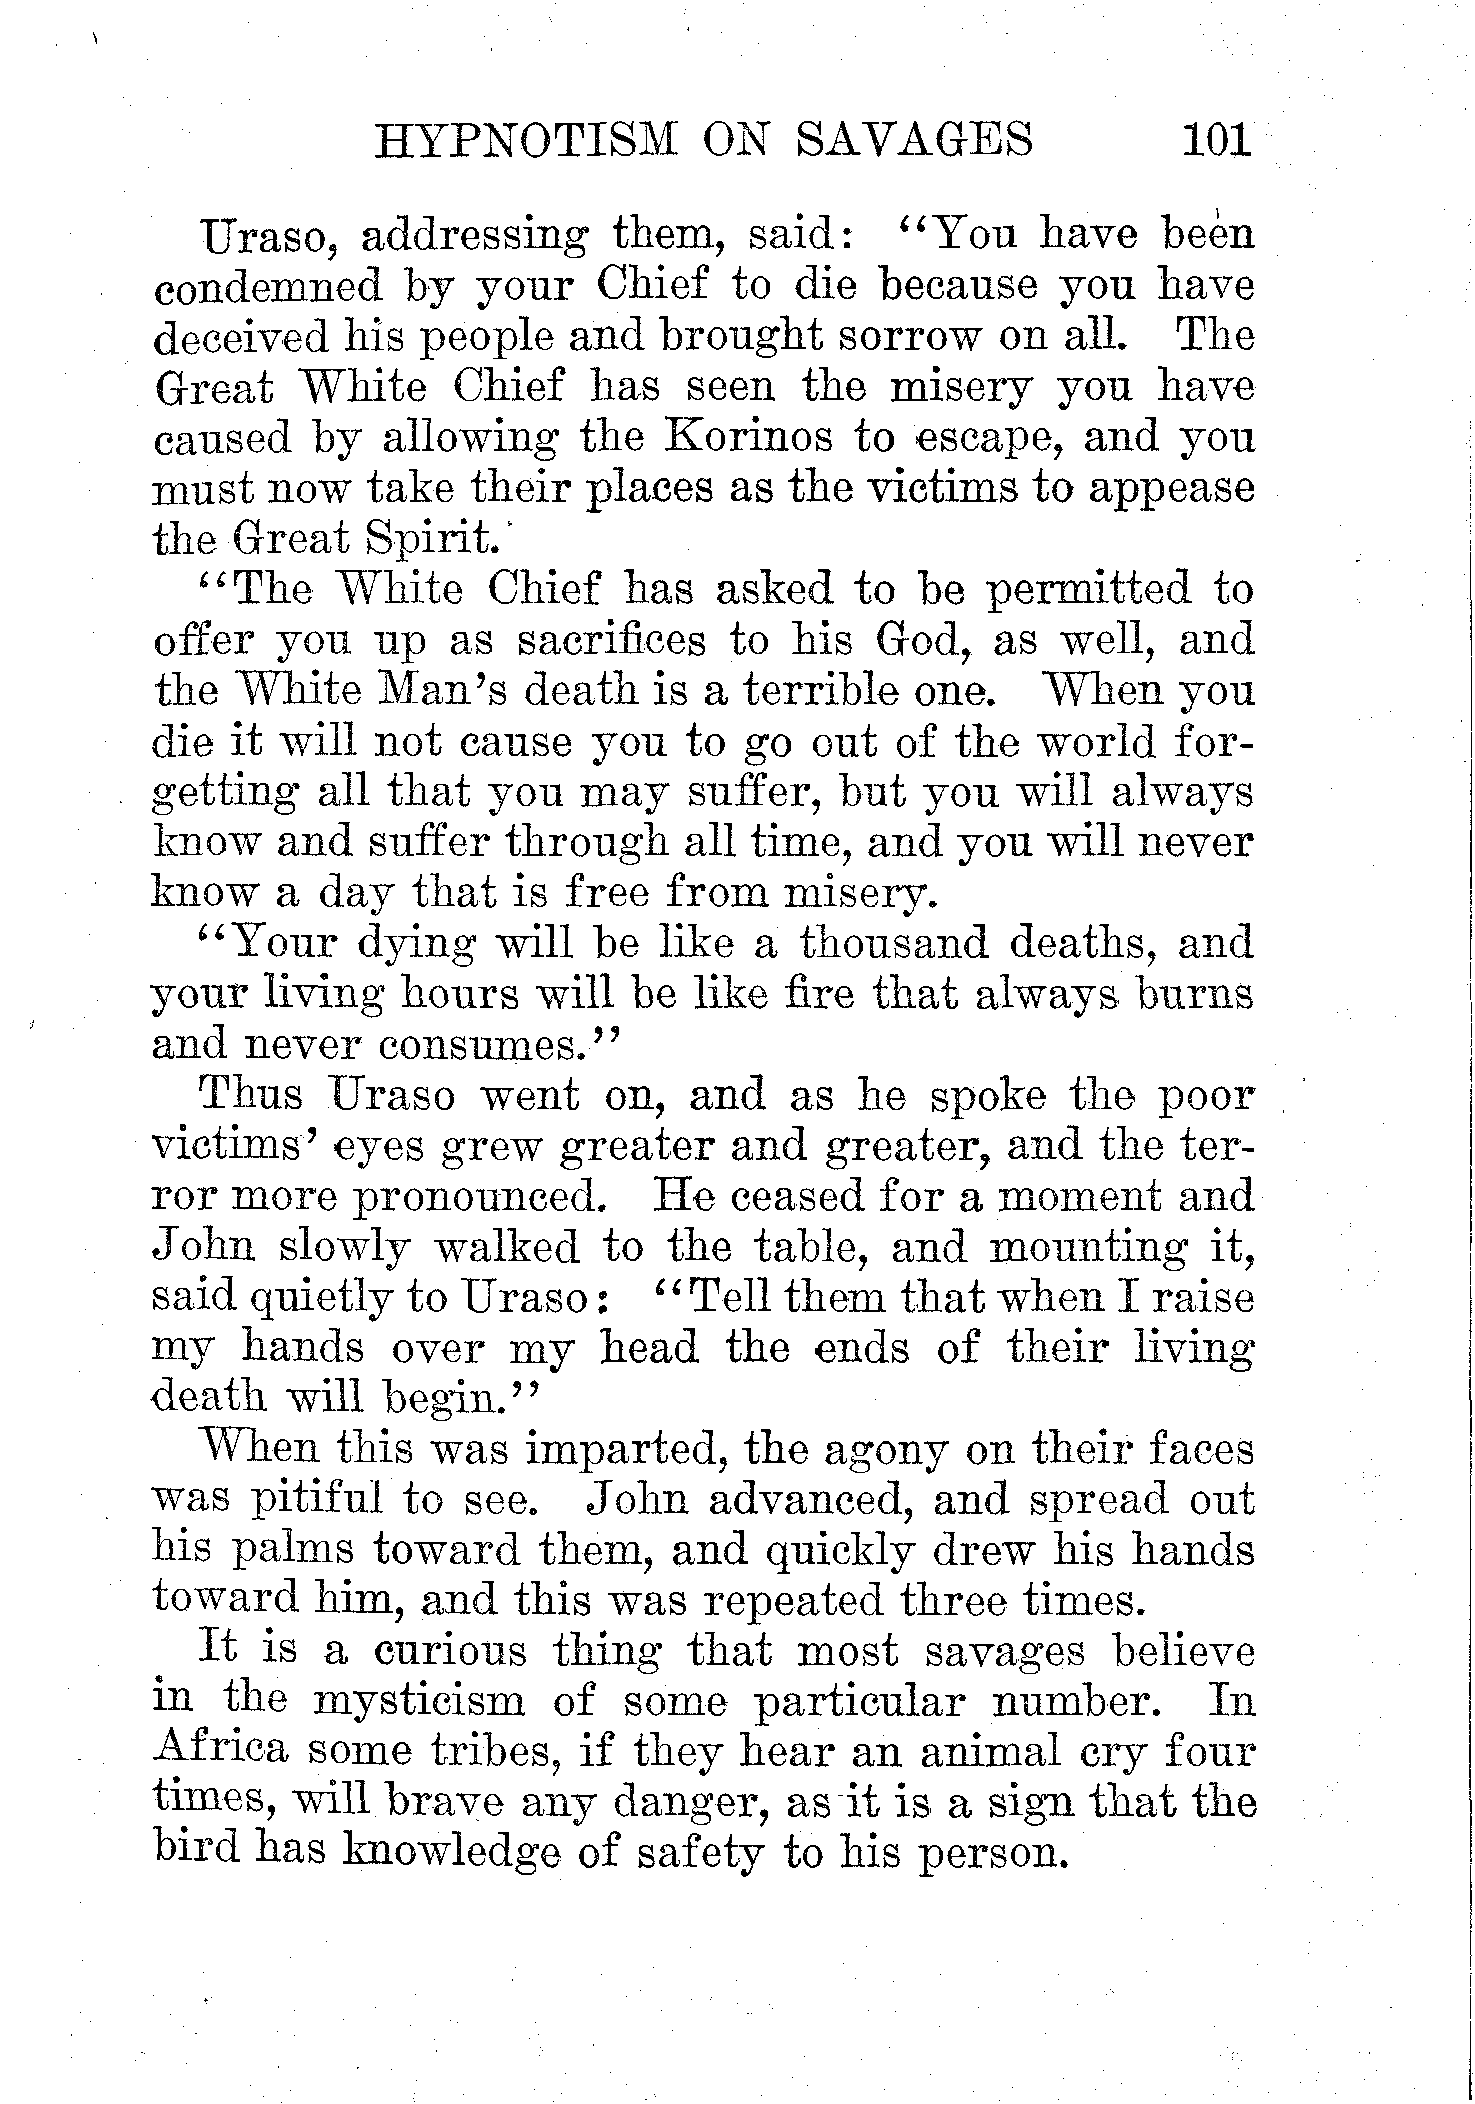 HYPNOTISM ON SAVAGES 101
Uraso, addressing them, said: "You have been
condemned by your Chief to die because you have
deceived his people and brought sorrow on all. The
Great White Chief has seen the misery you have
caused by allowing the Korinos to escape, and you
must now take their places as the victims to appease
the Great Spirit.
"The White Chief has asked to be permitted to
offer you up as sacrifices to his God, as well, and
the White Man's death is a terrible one. When you
die it will not cause you to go out of the world for-
getting all that you may suffer, but you will always
know and suffer through all time, and you will never
know a day that is free from misery.
"Your dying will be like a thousand deaths, and
your living hours will be like fire that always burns
and never consumes."
Thus Uraso went on, and as he spoke the poor
victims' eyes grew greater and greater, and the ter-
ror more pronounced. He ceased for a moment and
John slowly walked to the table, and mounting it,
said quietly to Uraso: "Tell them that when I raise
my hands over my head the ends of their living
death will begin."
When this was imparted, the agony on their faces
was pitiful to see. John advanced, and spread out
his palms toward them, and quickly drew his hands
toward him, and this was repeated three times.
It is a curious thing that most savages believe
in the mysticism of some particular number. In
Africa some tribes, if they hear an animal cry four
times, will brave any danger, as it is a sign that the
bird has knowledge of safety to his person.